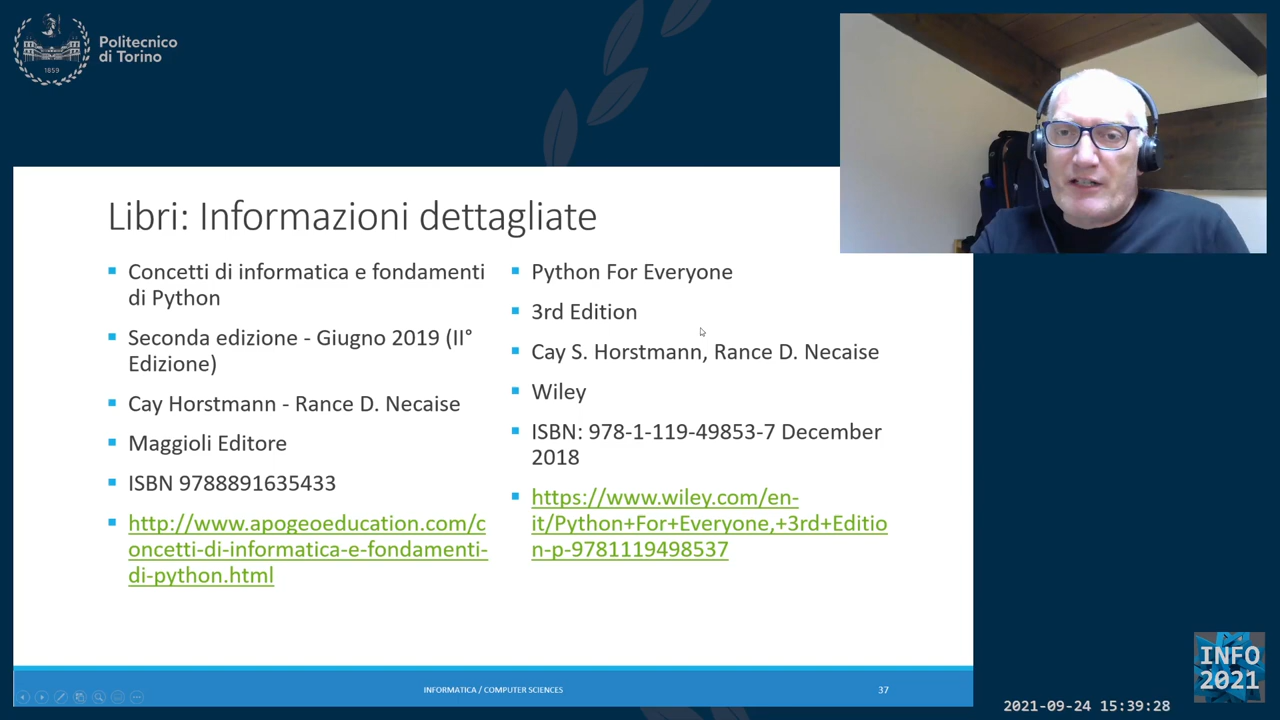 Politecnico
di Torino
1859
Libri: Informazioni dettagliate
Concetti di informatica e fondamenti
di Python
Seconda edizione - Giugno 2019 (II°
Edizione)
Cay Horstmann - Rance D. Necaise
Maggioli Editore
ISBN 9788891635433
http://www.apogeoeducation.com/c
oncetti-di-informatica-e-fondamenti-
di-python.html
Python For Everyone
3rd Edition
Cay S. Horstmann, Rance D. Necaise
Wiley
ISBN: 978-1-119-49853-7 December
2018
https://www.wiley.com/en-
it/Python+For+Everyone,+3rd+Editio
n-p-9781119498537
INFORMATICA / COMPUTER SCIENCES
37
INFO
2021
2021-09-24 15:39:28